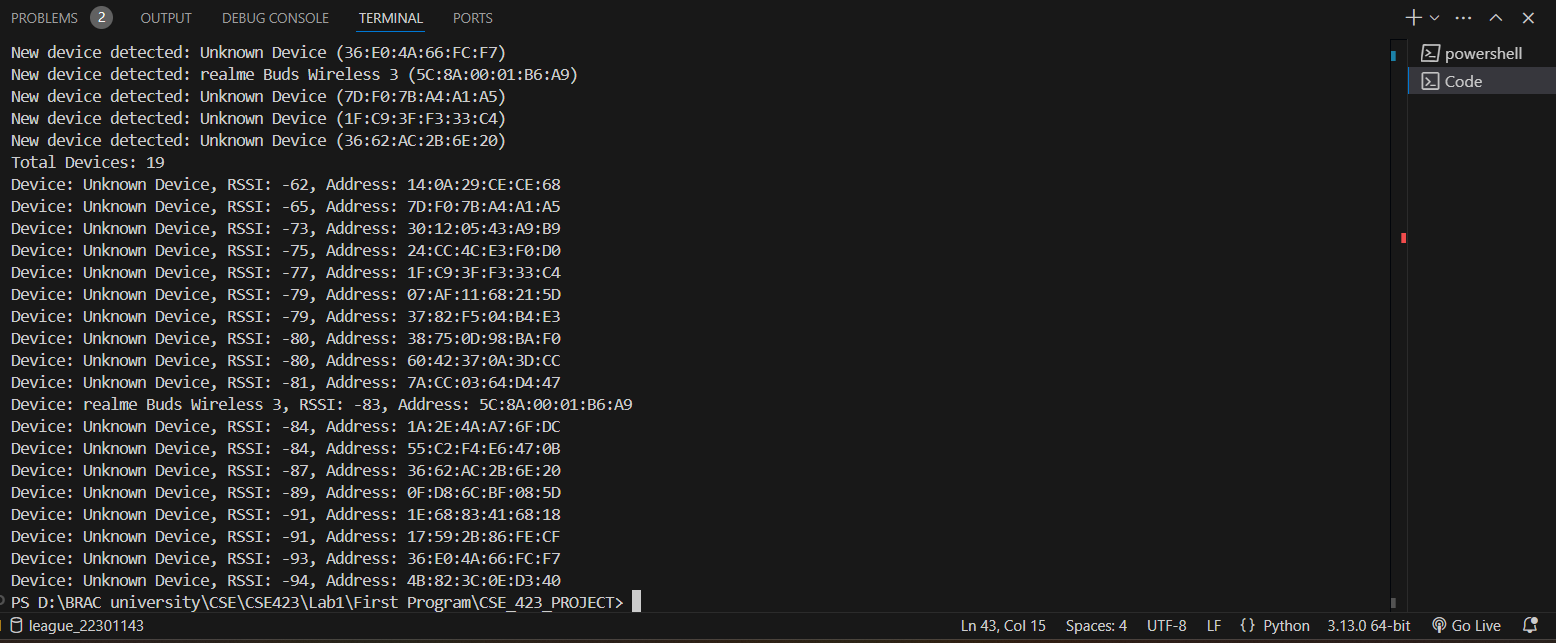 PROBLEMS 2 OUTPUT DEBUG CONSOLE TERMINAL PORTS
New device detected: Unknown Device (36:E0:4A:66:FC:F7)
New device detected: realme Buds Wireless 3 (5C:8A:00:01:B6:A9)
New device detected: Unknown Device (7D:F0:7B:A4:A1:A5)
New device detected: Unknown Device (1F:C9:3F:F3:33:C4)
New device detected: Unknown Device (36:62:AC:2B:6E:20)
Total Devices: 19
Device: Unknown Device, RSSI: -62, Address: 14:0A:29:CE:CE:68
Device: Unknown Device, RSSI: -65, Address: 7D:F0:7B:A4:A1:A5
Device: Unknown Device, RSSI: -73, Address: 30:12:05:43:A9:B9
Device: Unknown Device, RSSI: -75, Address: 24:CC:4C:E3:F0:D0
Device: Unknown Device, RSSI: -77, Address: 1F:C9:3F:F3:33:C4
Device: Unknown Device, RSSI: -79, Address: 07:AF:11:68:21:5D
Device: Unknown Device, RSSI: -79, Address: 37:82:F5:04:B4:E3
Device: Unknown Device, RSSI: -80, Address: 38:75:0D:98:BA:F0
Device: Unknown Device, RSSI: -80, Address: 60:42:37:0A:3D:CC
Device: Unknown Device, RSSI: -81, Address: 7A:CC:03:64:D4:47
Device: realme Buds Wireless 3, RSSI: -83, Address: 5C:8A:00:01:B6:A9
Device: Unknown Device, RSSI: -84, Address: 1A:2E:4A:A7:6F:DC
Device: Unknown Device, RSSI: -84, Address: 55:C2:F4:E6:47:0B
Device: Unknown Device, RSSI: -87, Address: 36:62:AC:2B:6E:20
Device: Unknown Device, RSSI: -89, Address: 0F:D8:6C:BF:08:5D
Device: Unknown Device, RSSI: -91, Address: 1E:68:83:41:68:18
Device: Unknown Device, RSSI: -91, Address: 17:59:2B:86:FE:CF
Device: Unknown Device, RSSI: -93, Address: 36:E0:4A:66:FC:F7
Device: Unknown Device, RSSI: -94, Address: 4B:82:3C:0E:D3:40
PS D:\BRAC university\CSE\CSE423\Lab1\First Program\CSE_423_PROJECT>
powershell
Code
league_22301143 Ln 43, Col 15 Spaces: 4 UTF-8 LF {} Python 3.13.0 64-bit Go Live